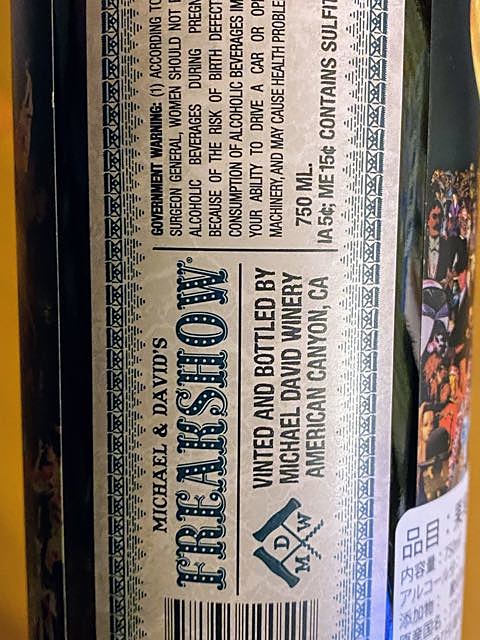 MICHAEL & DAVID'S
FREAKSHOW®
D
M W
VINTED AND BOTTLED BY
MICHAEL DAVID WINERY
AMERICAN CANYON, CA
GOVERNMENT WARNING: (1) ACCORDING TO
SURGEON GENERAL, WOMEN SHOULD NOT
ALCOHOLIC BEVERAGES DURING
BECAUSE OF THE RISK OF BIRTH
CONSUMPTION OF ALCOHOLIC BEVERAGES
YOUR ABILITY TO DRIVE A CAR OR
MACHINERY, AND MAY CAUSE HEALTH
750 ML.
IA 5¢; ME 15¢ CONTAINS
品目:
内容量:
アルコール
添加物: